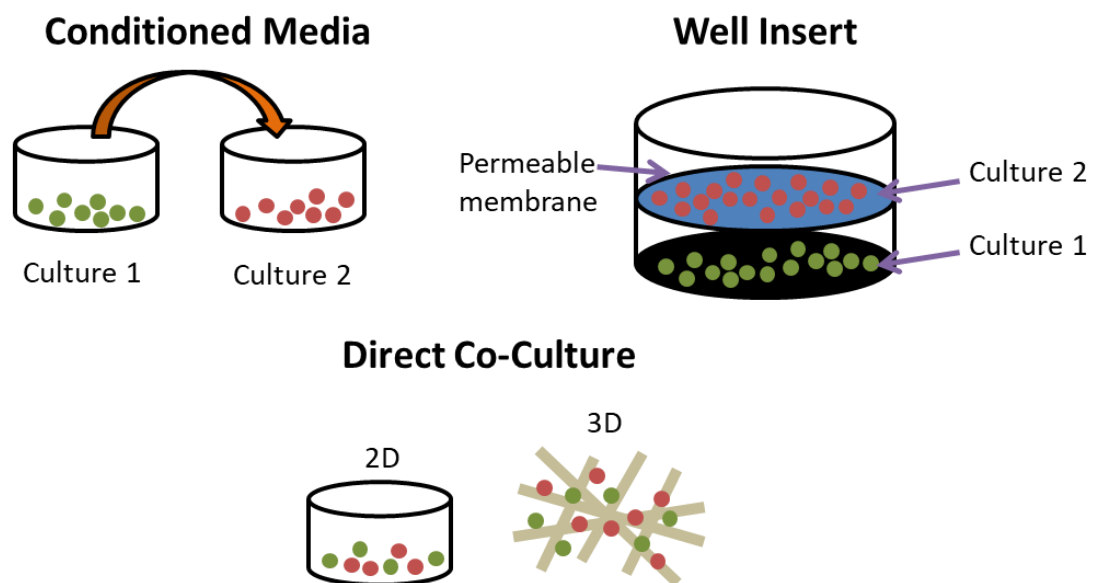 Conditioned Media
Well Insert
Permeable
membrane
Culture 2
Culture 1
Culture 1
Culture 2
Direct Co-Culture
2D
3D